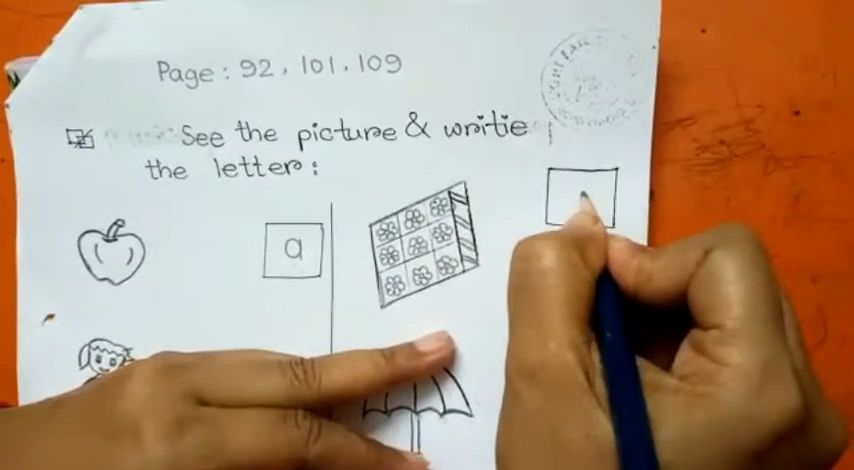 Page : 92, 101, 109
See the picture & writie
the letter :
a